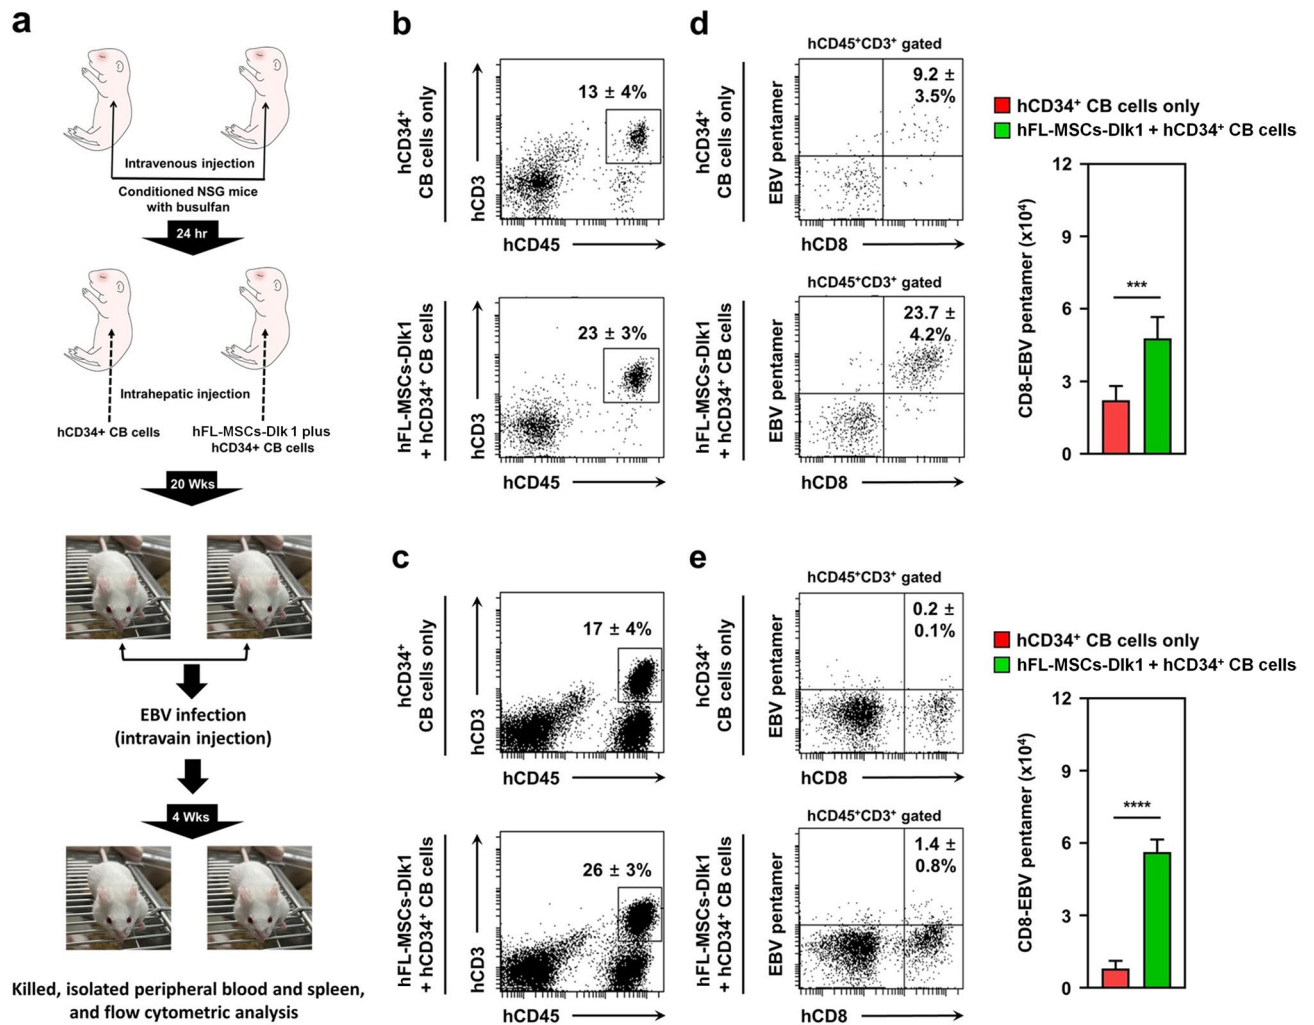 a
Intravenous injection
Conditioned NSG mice
with busulfan
24 hr
Intrahepatic injection
hCD34+ CB cells
hFL-MSCs-Dlk 1 plus
hCD34+ CB cells
20 Wks
EBV infection
(intravain injection)
4 Wks
Killed, isolated peripheral blood and spleen,
and flow cytometric analysis
b
hCD34⁺
CB cells only
hCD3
13 ± 4%
hCD45
hFL-MSCs-Dlk1
+ hCD34⁺ CB cells
hCD3
23 ± 3%
hCD45
c
hCD34⁺
CB cells only
hCD3
17 ± 4%
hCD45
hFL-MSCs-Dlk1
+ hCD34⁺ CB cells
hCD3
26 ± 3%
hCD45
d
hCD34⁺
CB cells only
hCD45⁺CD3⁺ gated
EBV pentamer
9.2 ±
3.5%
hCD8
hFL-MSCs-Dlk1
+ hCD34⁺ CB cells
hCD45⁺CD3⁺ gated
EBV pentamer
23.7 ±
4.2%
hCD8
hCD34⁺ CB cells only
hFL-MSCs-Dlk1 + hCD34⁺ CB cells
CD8-EBV pentamer (x10⁴)
12
9
6
3
0
***
e
hCD34⁺
CB cells only
hCD45⁺CD3⁺ gated
EBV pentamer
0.2 ±
0.1%
hCD8
hFL-MSCs-Dlk1
+ hCD34⁺ CB cells
hCD45⁺CD3⁺ gated
EBV pentamer
1.4 ±
0.8%
hCD8
hCD34⁺ CB cells only
hFL-MSCs-Dlk1 + hCD34⁺ CB cells
CD8-EBV pentamer (x10⁴)
12
9
6
3
0
****